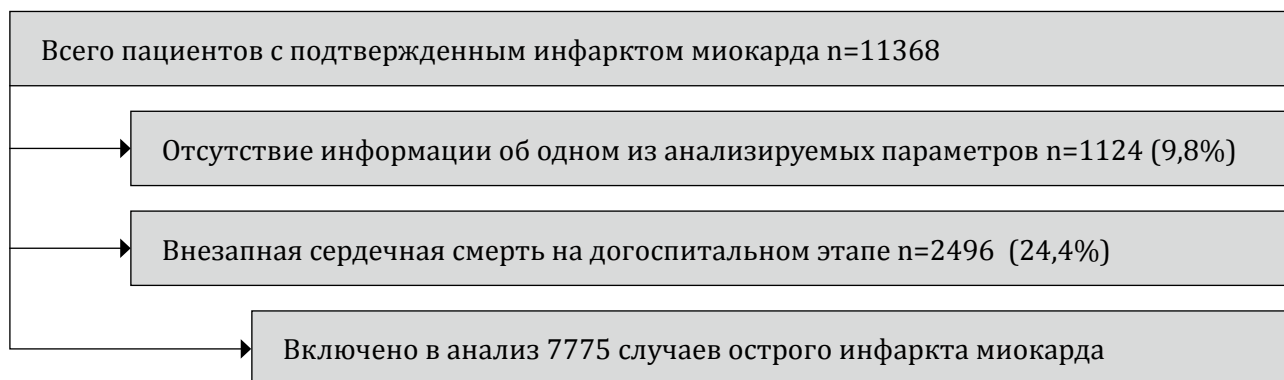 Всего пациентов с подтвержденным инфарктом миокарда n=11368
Отсутствие информации об одном из анализируемых параметров n=1124 (9,8%)
Внезапная сердечная смерть на догоспитальном этапе n=2496 (24,4%)
Включено в анализ 7775 случаев острого инфаркта миокарда